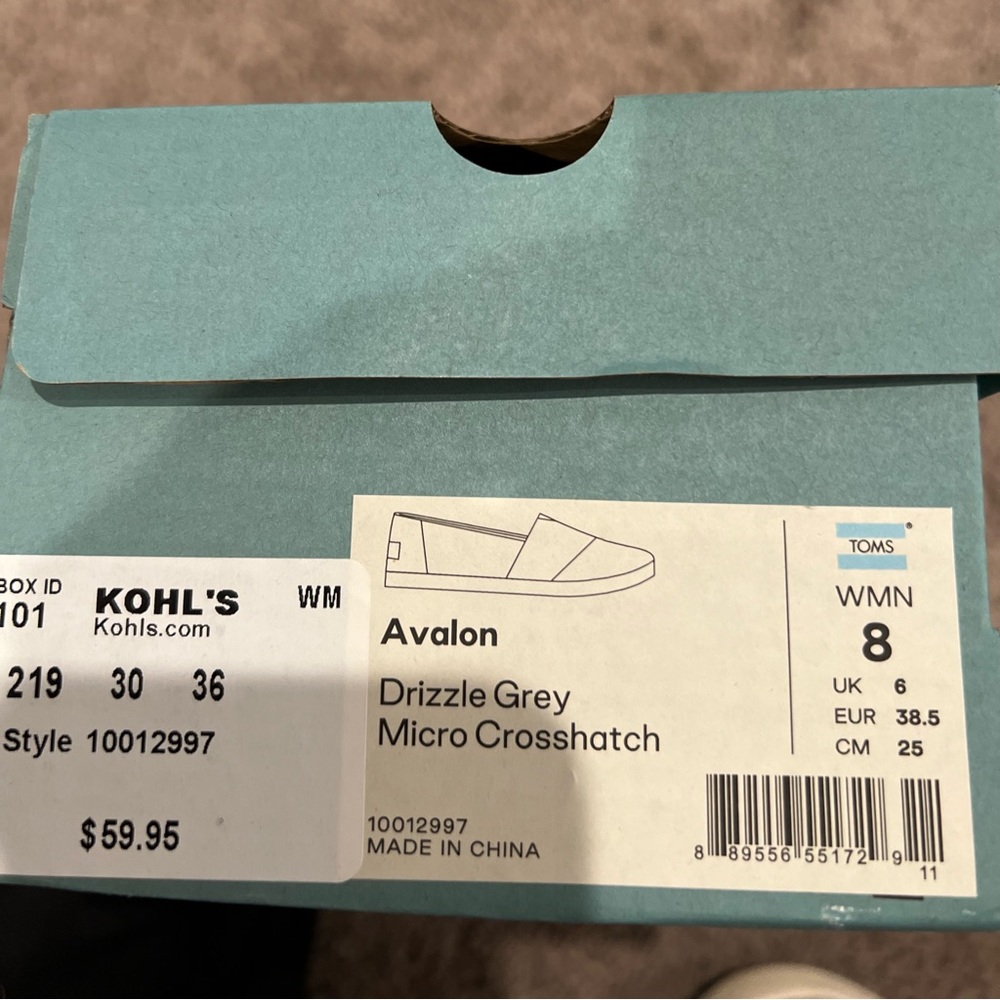 BOX ID
101
KOHL'S
Kohls.com
WM
219 30 36
Style 10012997
$59.95
Avalon
Drizzle Grey
Micro Crosshatch
10012997
MADE IN CHINA
TOMS®
WMN
8
UK 6
EUR 38.5
CM 25
8 89556 55172 9
11